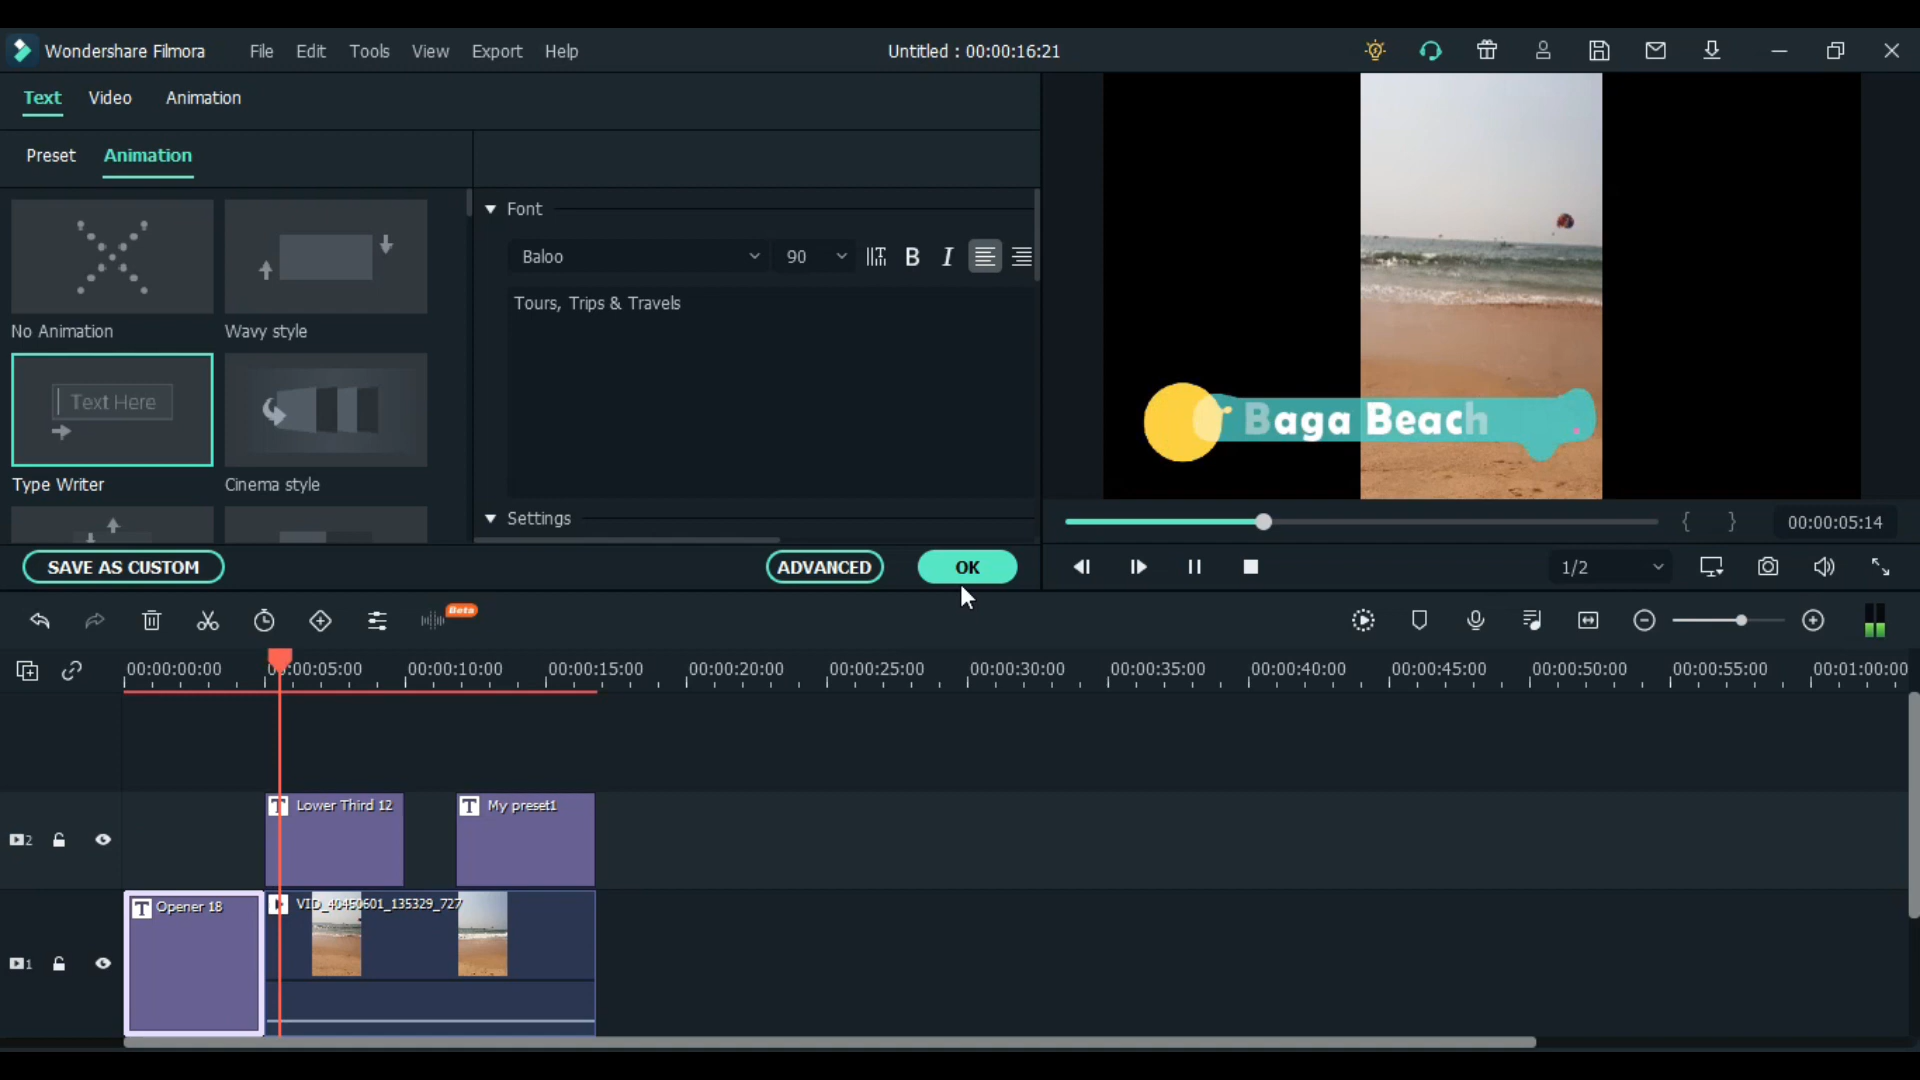 Wondershare Filmora File Edit Tools View Export Help Untitled : 00:00:16:21
Text Video Animation
Preset Animation
Font
Baloo 90 B I
Tours, Trips & Travels
No Animation Wavy style
Text Here
Type Writer Cinema style
Settings
SAVE AS CUSTOM ADVANCED OK
Baga Beach
{ } 00:00:05:14
1/2
Beta
00:00:00:00 00:00:05:00 00:00:10:00 00:00:15:00 00:00:20:00 00:00:25:00 00:00:30:00 00:00:35:00 00:00:40:00 00:00:45:00 00:00:50:00 00:00:55:00 00:01:00:00
T Lower Third 12 T My preset1
2
T Opener 18 VID_40450601_135329_727
1